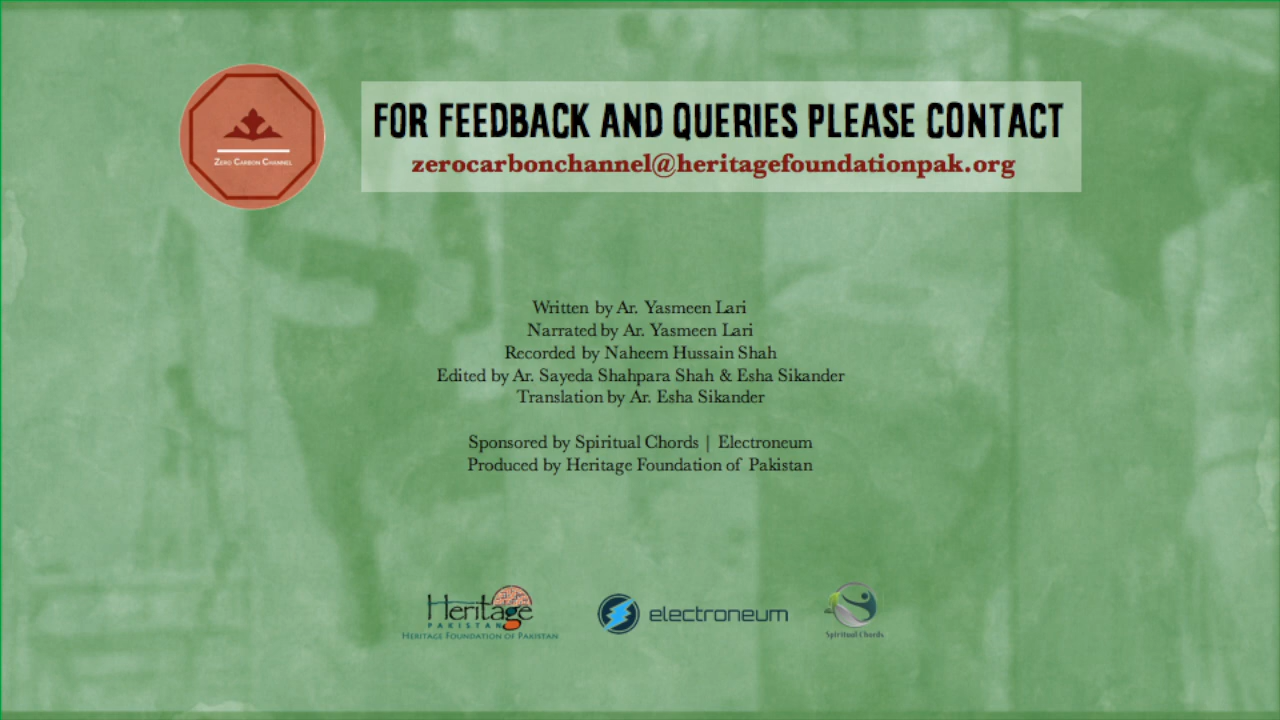 ZERO CARBON CHANNEL
FOR FEEDBACK AND QUERIES PLEASE CONTACT
zerocarbonchannel@heritagefoundationpak.org
Written by Ar. Yasmeen Lari
Narrated by Ar. Yasmeen Lari
Recorded by Naheem Hussain Shah
Edited by Ar. Sayeda Shahpara Shah & Esha Sikander
Translation by Ar. Esha Sikander
Sponsored by Spiritual Chords | Electroneum
Produced by Heritage Foundation of Pakistan
Heritage
PAKISTAN
HERITAGE FOUNDATION OF PAKISTAN
electroneum
Spiritual Chords